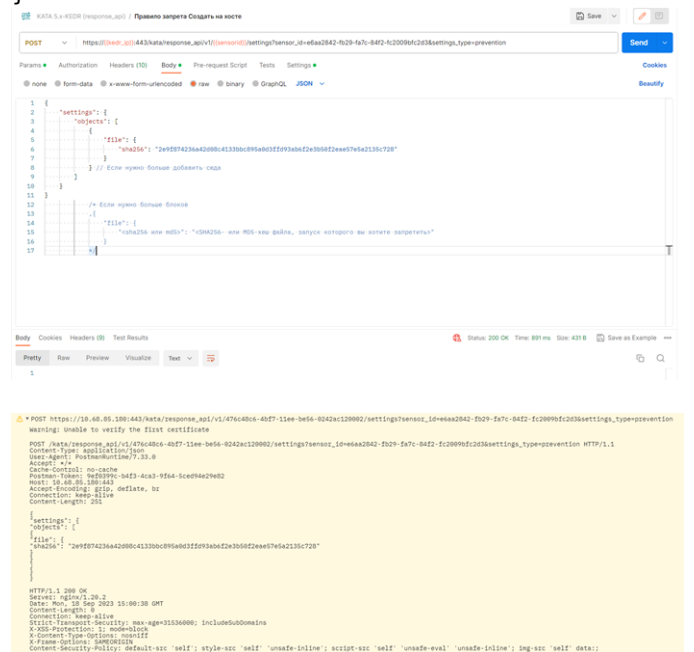 KATA 5.x-KEDR (response_api) / Правило запрета Создать на хосте
Save
POST https://{{kedr_ip}}:443/kata/response_api/v1/{{sensorid}}/settings?sensor_id=e6aa2842-fb29-fa7c-84f2-fc2009bfc2d3&settings_type=prevention Send
Params Authorization Headers (10) Body Pre-request Script Tests Settings Cookies
none form-data x-www-form-urlencoded raw binary GraphQL JSON Beautify
1 {
2 "settings": {
3 "objects": [
4 {
5 "file": {
6 "sha256": "2e9f874236a42d08c4133bbc895a0d3ffd93ab6f2e3b50f2eae57e5a2135c728"
7 }
8 } // Если нужно больше добавить сюда
9 ]
10 }
11 }
12 /* Если нужно больше блоков
13 ,{
14 "file": {
15 "<sha256 или md5>": "<SHA256- или MD5-хеш файла, запуск которого вы хотите запретить>"
16 }
17 */
Body Cookies Headers (9) Test Results Status: 200 OK Time: 891 ms Size: 431 B Save as Example
Pretty Raw Preview Visualize Text
1
POST https://10.68.85.180:443/kata/response_api/v1/476c48c6-4bf7-11ee-be56-0242ac120002/settings?sensor_id=e6aa2842-fb29-fa7c-84f2-fc2009bfc2d3&settings_type=prevention
Warning: Unable to verify the first certificate
POST /kata/response_api/v1/476c48c6-4bf7-11ee-be56-0242ac120002/settings?sensor_id=e6aa2842-fb29-fa7c-84f2-fc2009bfc2d3&settings_type=prevention HTTP/1.1
Content-Type: application/json
User-Agent: PostmanRuntime/7.33.0
Accept: */*
Cache-Control: no-cache
Postman-Token: 9ef0399c-b4f3-4ca3-9f64-5ced94e29e82
Host: 10.68.85.180:443
Accept-Encoding: gzip, deflate, br
Connection: keep-alive
Content-Length: 251
{
"settings": {
"objects": [
{
"file": {
"sha256": "2e9f874236a42d08c4133bbc895a0d3ffd93ab6f2e3b50f2eae57e5a2135c728"
}
}
]
}
}
HTTP/1.1 200 OK
Server: nginx/1.20.2
Date: Mon, 18 Sep 2023 15:00:38 GMT
Content-Length: 0
Connection: keep-alive
Strict-Transport-Security: max-age=31536000; includeSubDomains
X-XSS-Protection: 1; mode=block
X-Content-Type-Options: nosniff
X-Frame-Options: SAMEORIGIN
Content-Security-Policy: default-src 'self'; style-src 'self' 'unsafe-inline'; script-src 'self' 'unsafe-eval' 'unsafe-inline'; img-src 'self' data:;